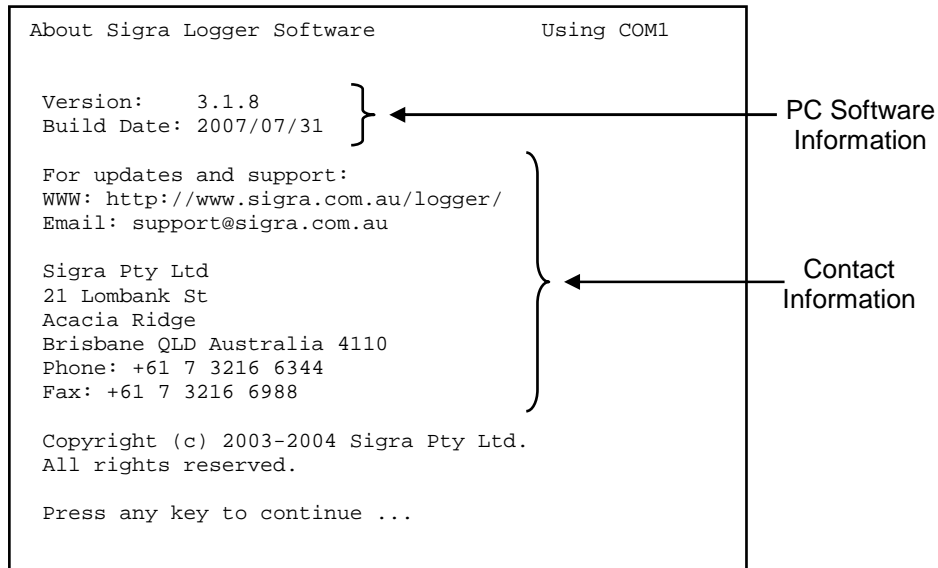 About Sigra Logger Software Using COM1
Version: 3.1.8
Build Date: 2007/07/31
PC Software
Information
For updates and support:
WWW: http://www.sigra.com.au/logger/
Email: support@sigra.com.au
Sigra Pty Ltd
21 Lombank St
Acacia Ridge
Brisbane QLD Australia 4110
Phone: +61 7 3216 6344
Fax: +61 7 3216 6988
Contact
Information
Copyright (c) 2003-2004 Sigra Pty Ltd.
All rights reserved.
Press any key to continue ...